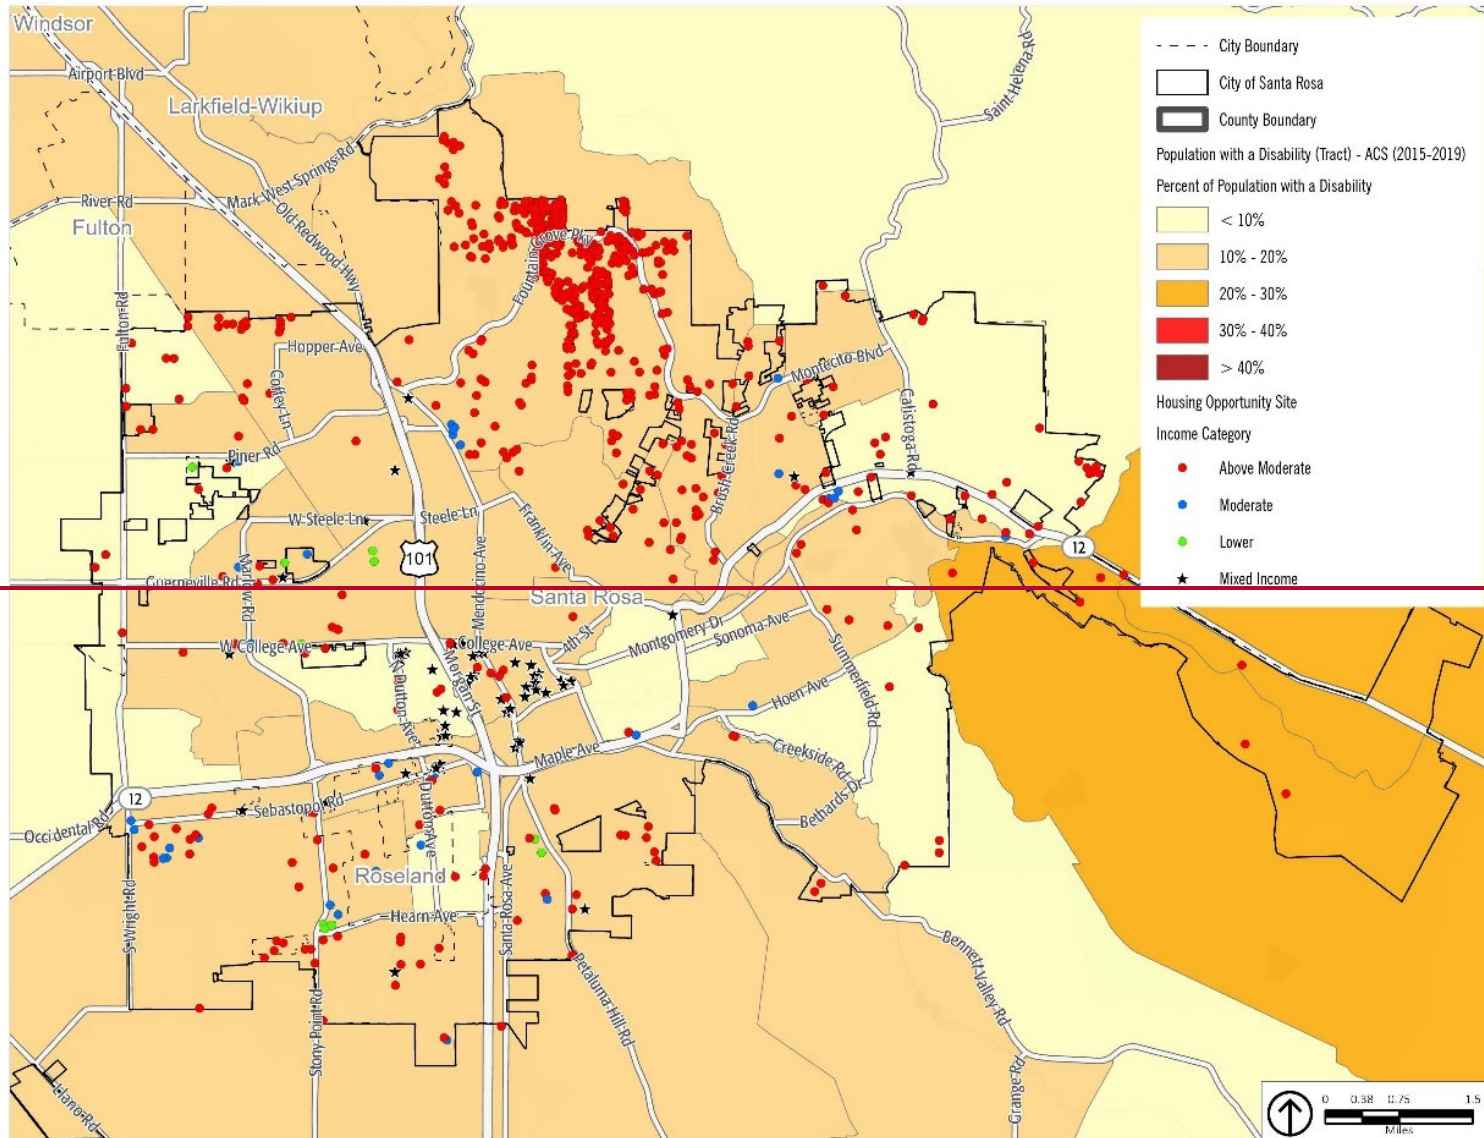 Windsor
Airport Blvd
Larkfield-Wikiup
Saint Helena Rd
Mark West Springs Rd
River Rd
Old Redwood Hwy
Fulton
Fountain Grove Pky
Fulton Rd
Hopper Ave
Coffey Ln
Montecito Blvd
Calistoga Rd
Piner Rd
Brush Creek Rd
W Steele Ln
Steele Ln
Franklin Ave
101
12
Marlow Rd
Mendocino Ave
Guerneville Rd
Santa Rosa
W College Ave
College Ave
4th St
Montgomery Dr
Sonoma Ave
Summerfield Rd
N Dutton Ave
Morgan St
Hoen Ave
Maple Ave
Creekside Rd
Bethards Dr
12
Sebastopol Rd
Occidental Rd
Dutton Ave
Roseland
S Wright Rd
Hearn Ave
Santa Rosa Ave
Stony Point Rd
Petaluma Hill Rd
Bennett Valley Rd
Grange Rd
Llano Rd
City Boundary
City of Santa Rosa
County Boundary
Population with a Disability (Tract) - ACS (2015-2019)
Percent of Population with a Disability
< 10%
10% - 20%
20% - 30%
30% - 40%
> 40%
Housing Opportunity Site
Income Category
Above Moderate
Moderate
Lower
Mixed Income
0 0.38 0.75 1.5
Miles